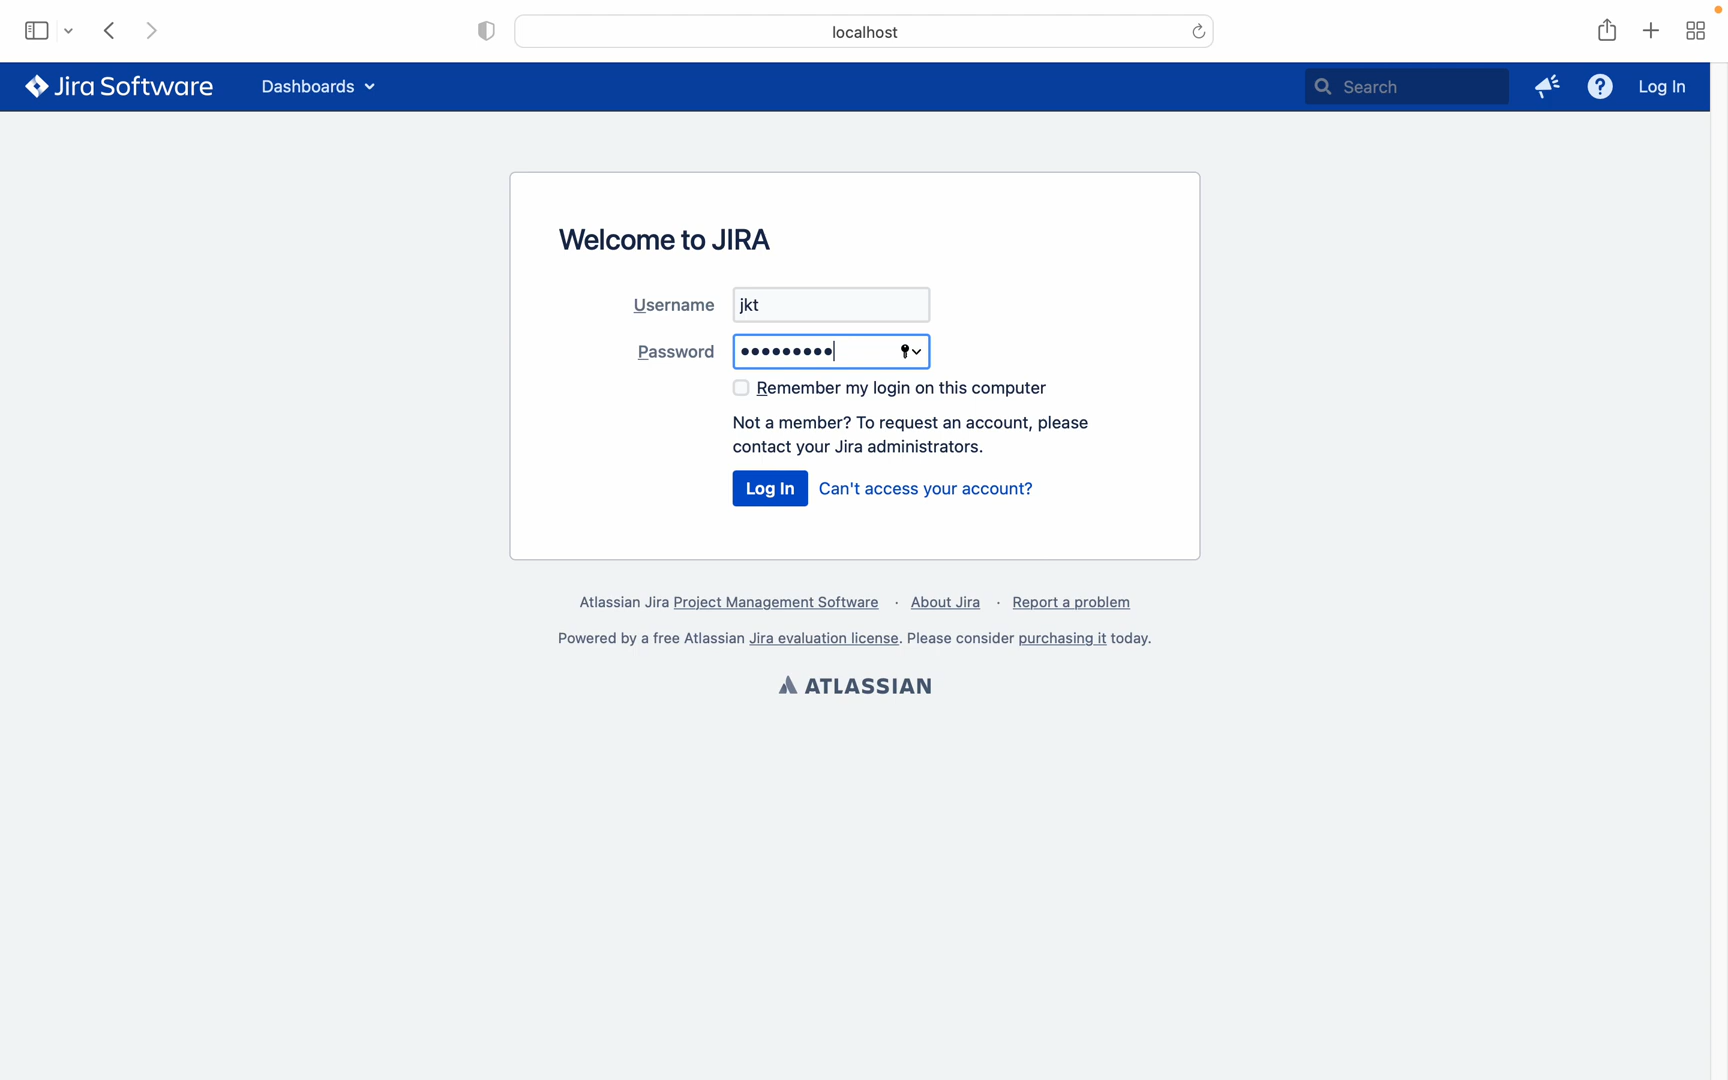 localhost
Jira Software Dashboards Search Log In
Welcome to JIRA
Username jkt
Password •••••••••
Remember my login on this computer
Not a member? To request an account, please
contact your Jira administrators.
Log In Can't access your account?
Atlassian Jira Project Management Software · About Jira · Report a problem
Powered by a free Atlassian Jira evaluation license. Please consider purchasing it today.
ATLASSIAN